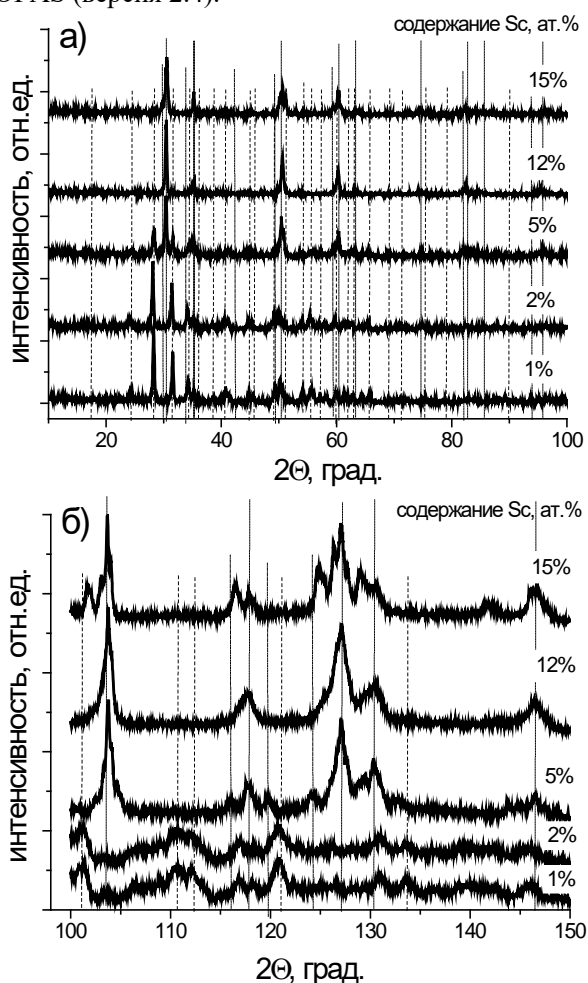 (версия 2.4).
а)
содержание Sc, ат.%
15%
12%
5%
2%
1%
интенсивность, отн.ед.
20
40
60
80
100
2Θ, град.
б)
содержание Sc, ат.%
15%
12%
5%
2%
1%
интенсивность, отн.ед.
100
110
120
130
140
150
2Θ, град.